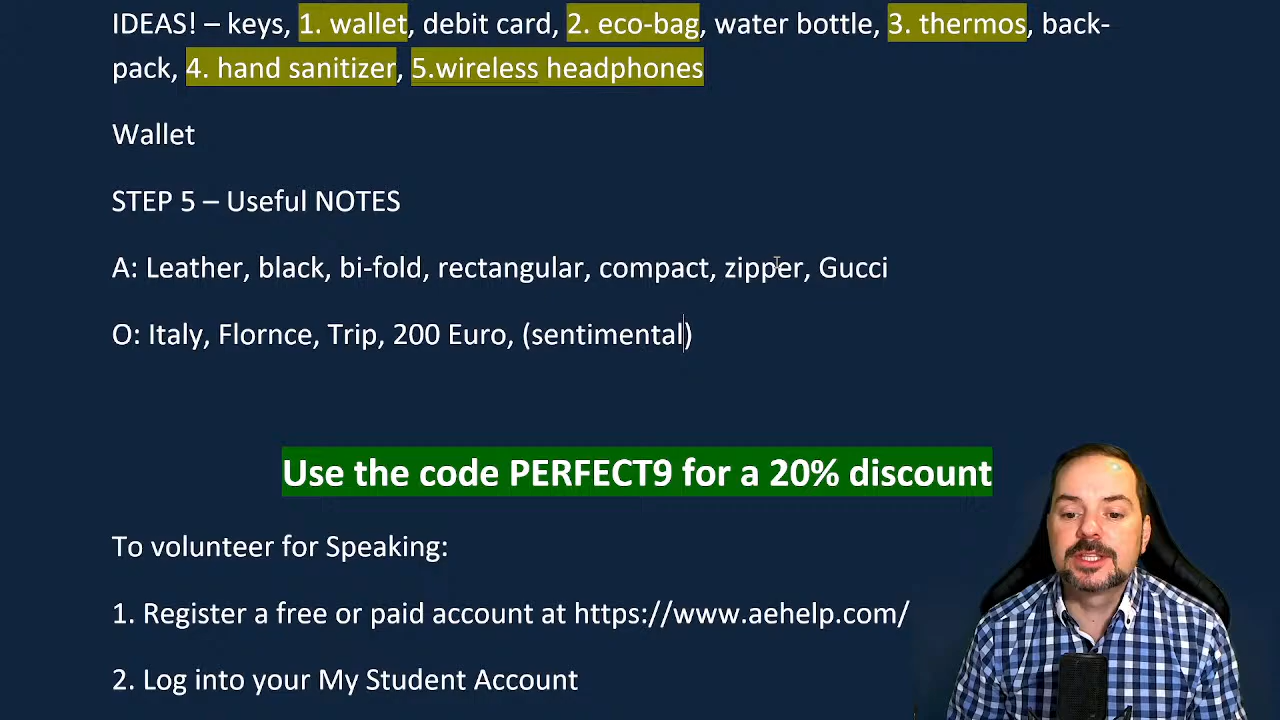 IDEAS! – keys, 1. wallet, debit card, 2. eco-bag, water bottle, 3. thermos, back-
pack, 4. hand sanitizer, 5.wireless headphones
Wallet
STEP 5 – Useful NOTES
A: Leather, black, bi-fold, rectangular, compact, zipper, Gucci
O: Italy, Flornce, Trip, 200 Euro, (sentimental)
Use the code PERFECT9 for a 20% discount
To volunteer for Speaking:
1. Register a free or paid account at https://www.aehelp.com/
2. Log into your My Student Account